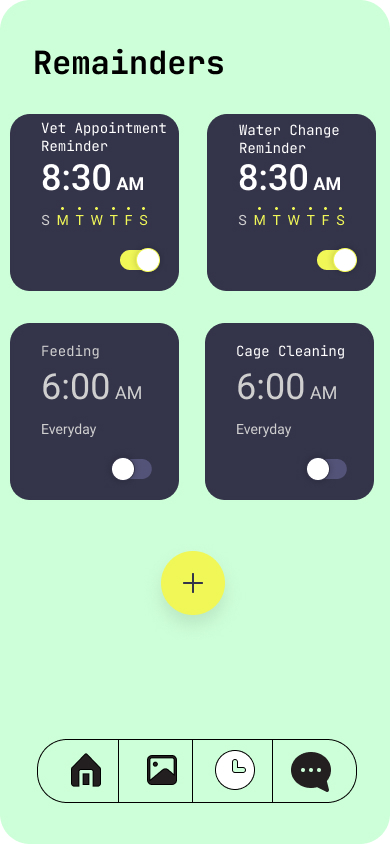 Remainders
Vet Appointment
Reminder
8:30 AM
S M T W T F S
Water Change
Reminder
8:30 AM
S M T W T F S
Feeding
6:00 AM
Everyday
Cage Cleaning
6:00 AM
Everyday